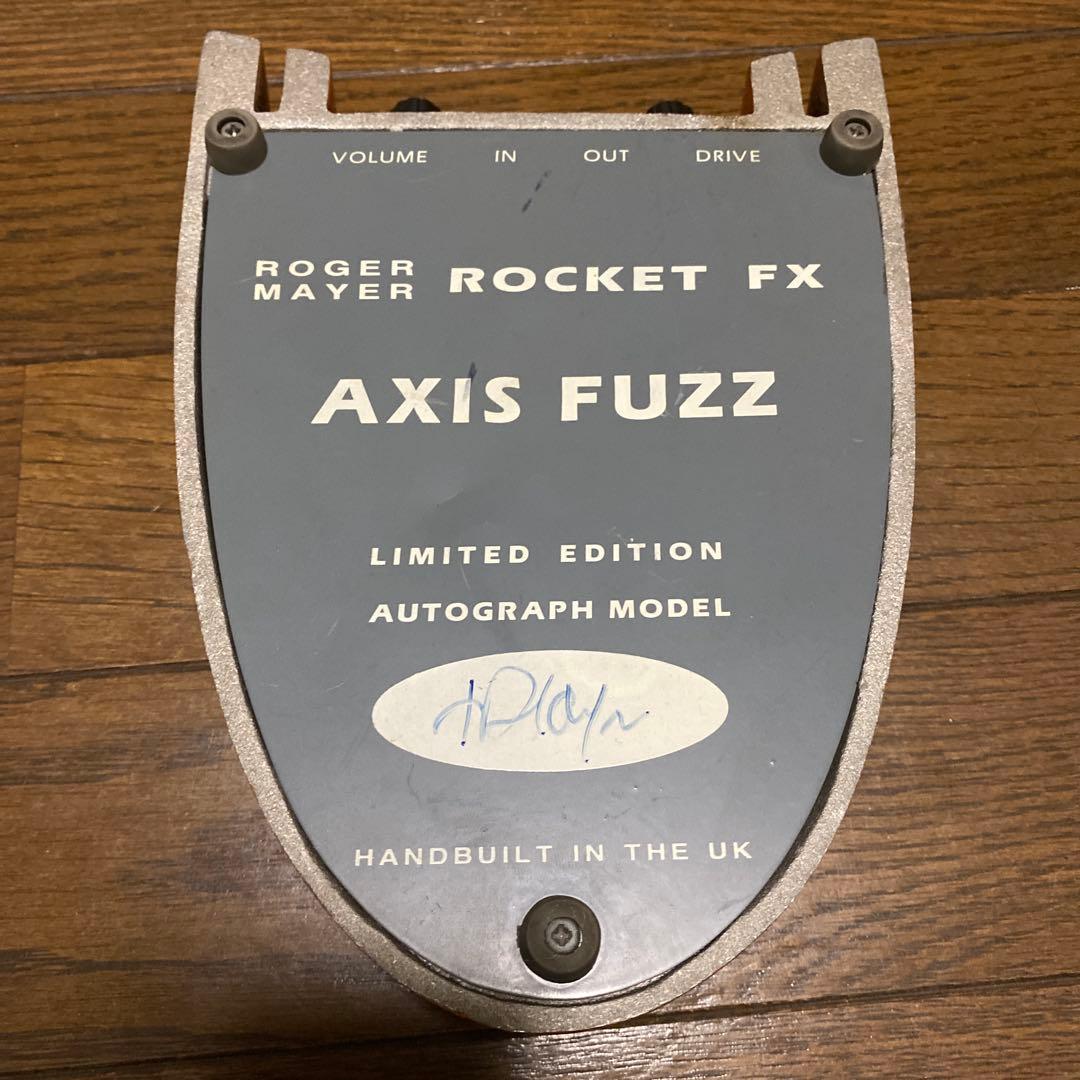 VOLUME IN OUT DRIVE
ROGER MAYER ROCKET FX
AXIS FUZZ
LIMITED EDITION
AUTOGRAPH MODEL
HANDBUILT IN THE UK